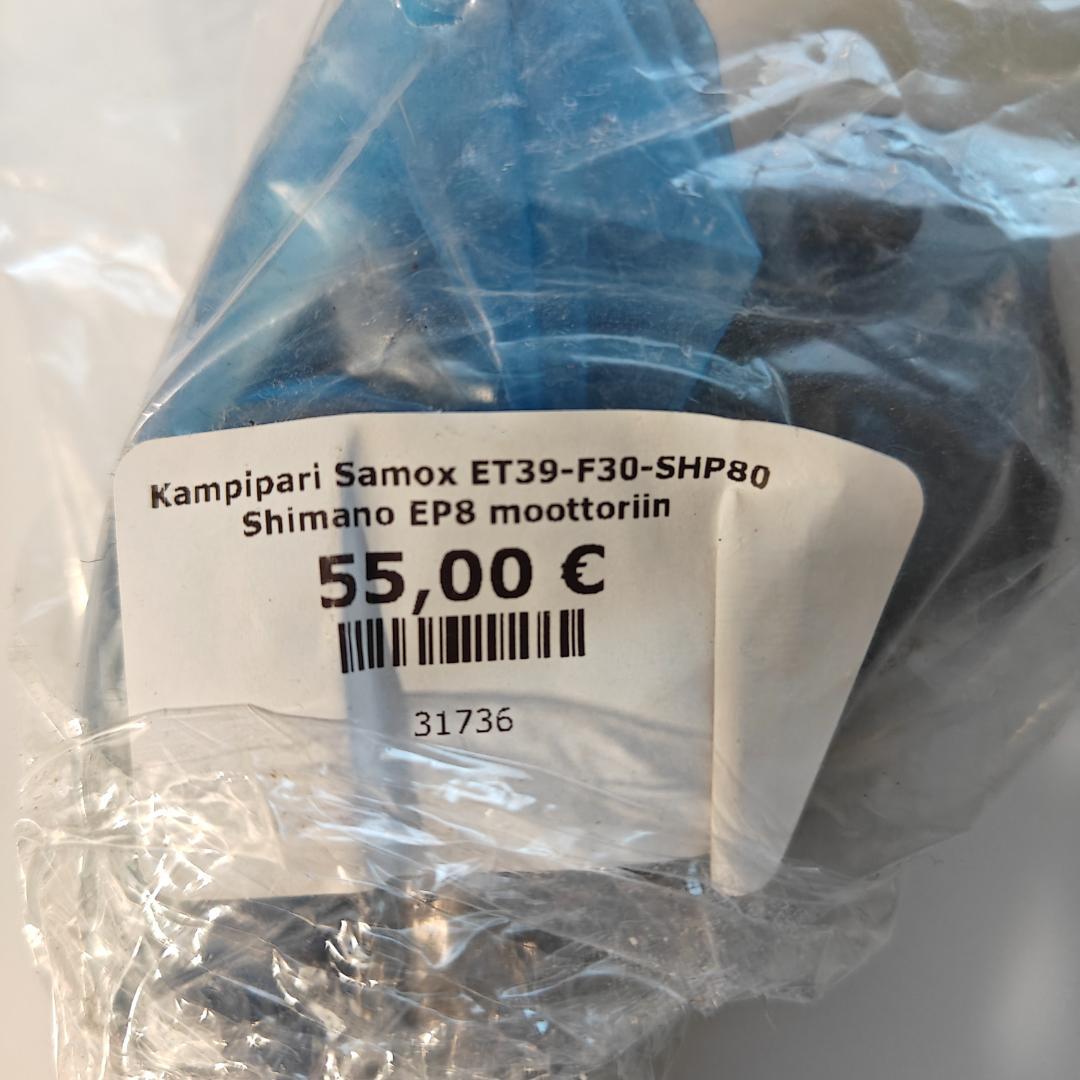 Kampipari Samox ET39-F30-SHP80
Shimano EP8 moottoriin
55,00 €
31736